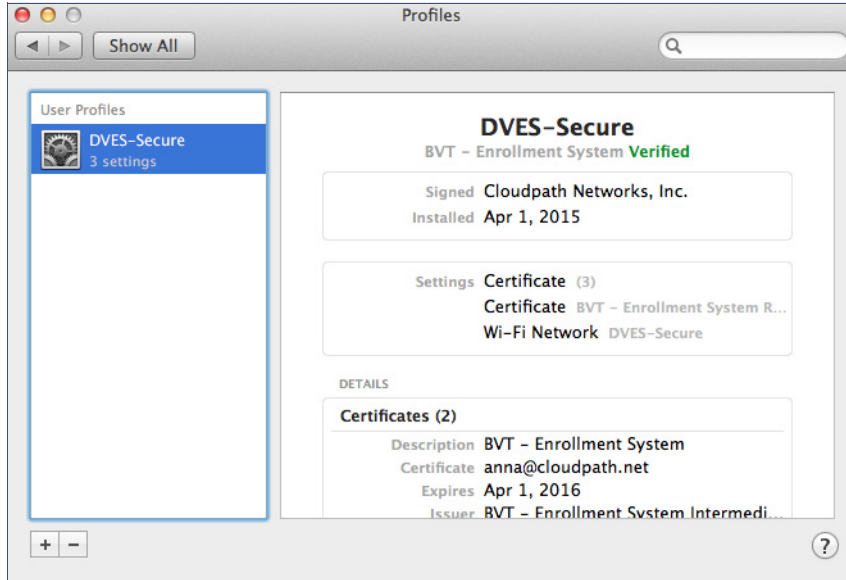 Profiles
Show All
User Profiles
DVES-Secure
3 settings
DVES-Secure
BVT - Enrollment System Verified
Signed Cloudpath Networks, Inc.
Installed Apr 1, 2015
Settings Certificate (3)
Certificate BVT - Enrollment System R...
Wi-Fi Network DVES-Secure
DETAILS
Certificates (2)
Description BVT - Enrollment System
Certificate anna@cloudpath.net
Expires Apr 1, 2016
Issuer BVT - Enrollment System Intermedi...
+ - ?